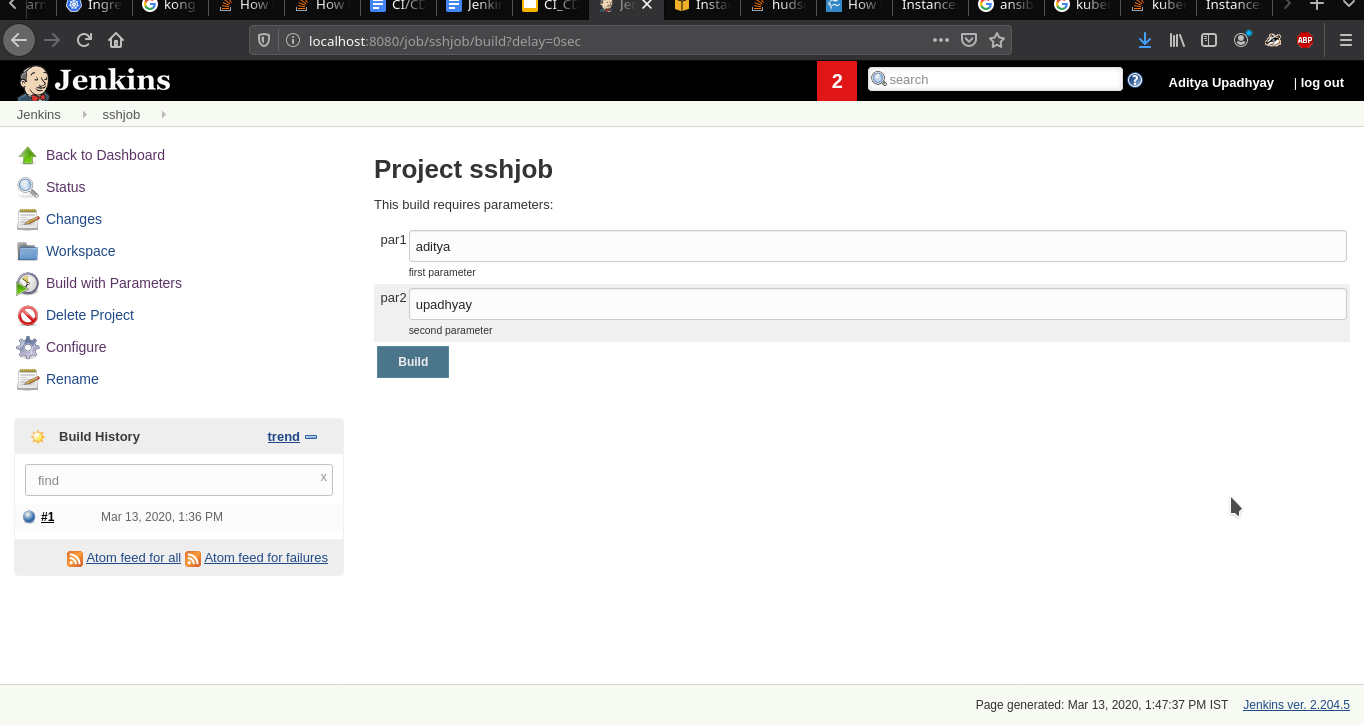 Ingre
kong
How
How
CI/CD
Jenki
CI_CD
Je
Insta
huds
How
Instance
ansib
kube
kube
Instance
localhost:8080/job/sshjob/build?delay=0sec
ABP
Jenkins
2
search
Aditya Upadhyay
| log out
Jenkins
sshjob
Back to Dashboard
Status
Changes
Workspace
Build with Parameters
Delete Project
Configure
Rename
Build History
trend
find
x
#1
Mar 13, 2020, 1:36 PM
Atom feed for all
Atom feed for failures
Project sshjob
This build requires parameters:
par1
aditya
first parameter
par2
upadhyay
second parameter
Build
Page generated: Mar 13, 2020, 1:47:37 PM IST
Jenkins ver. 2.204.5